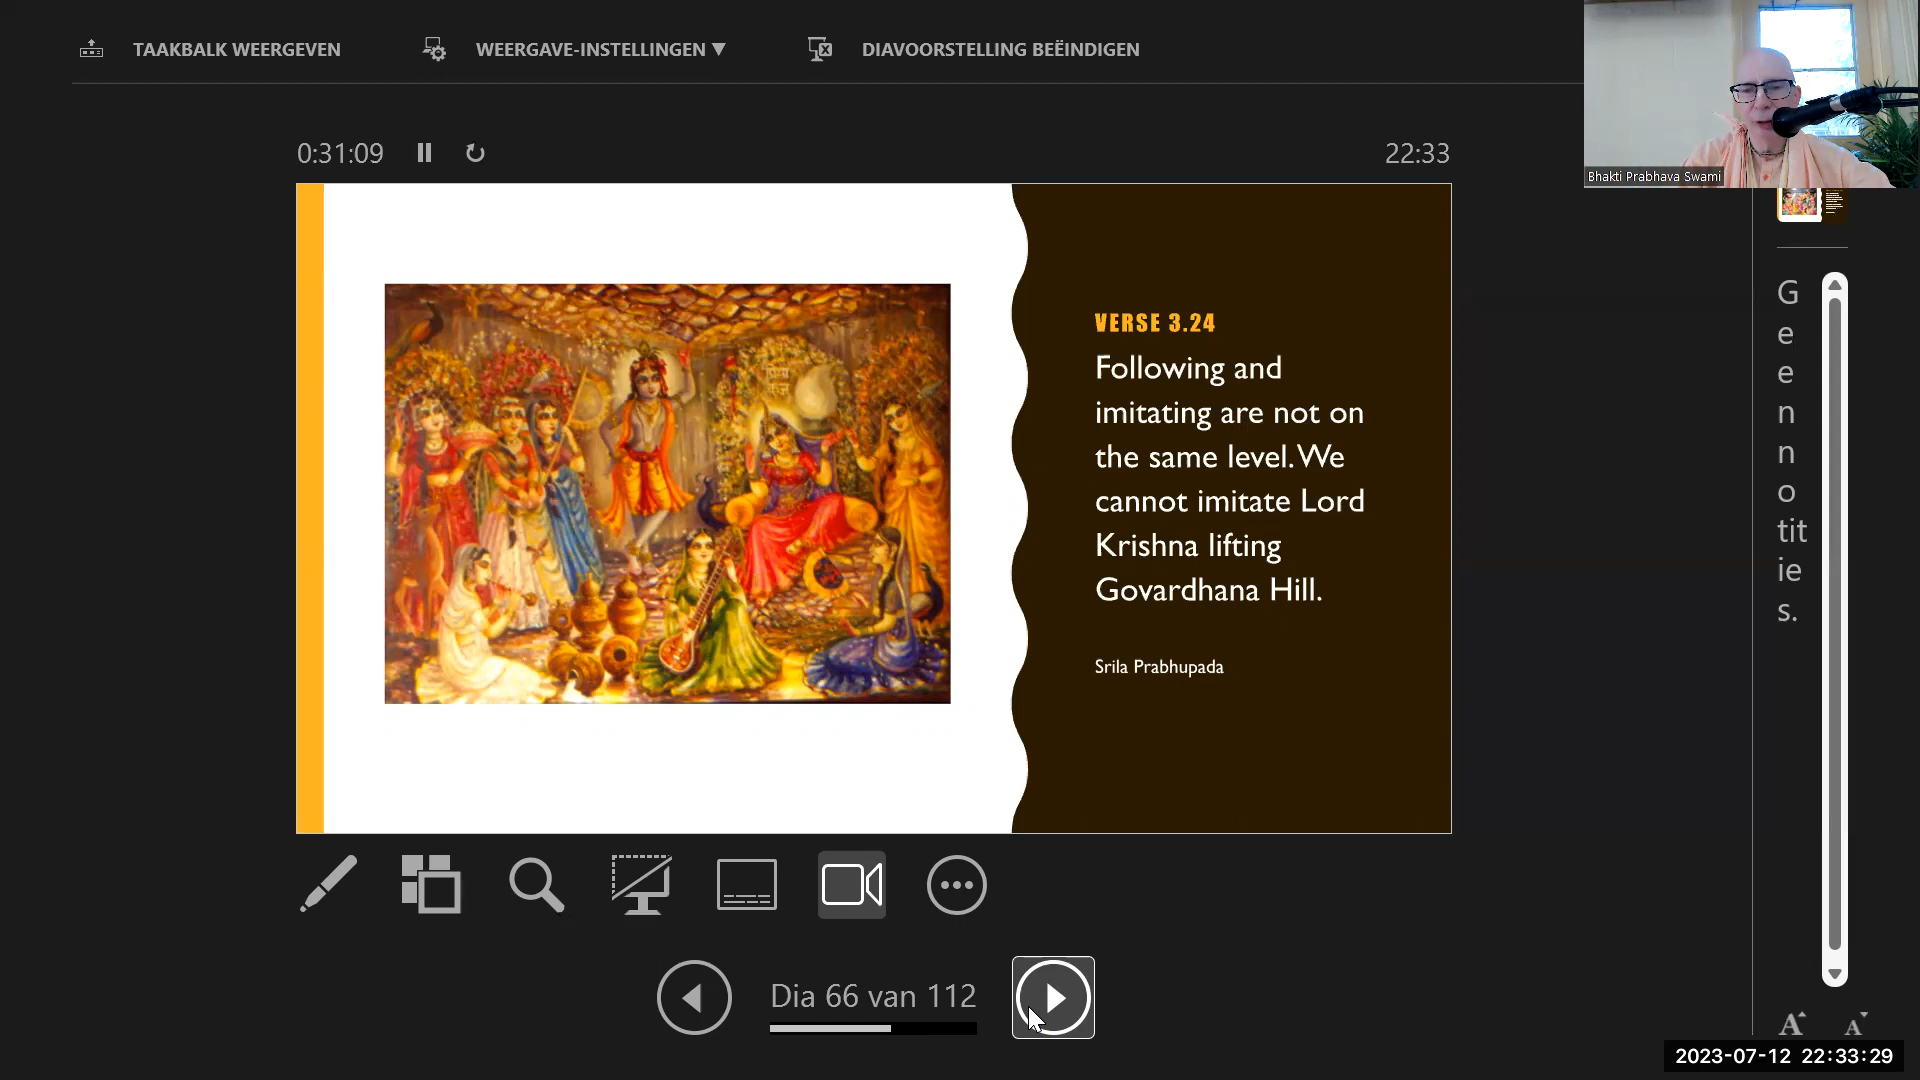 TAAKBALK WEERGEVEN
WEERGAVE-INSTELLINGEN ▼
DIAVOORSTELLING BEËINDIGEN
Bhakti Prabhava Swami
0:31:09
22:33
VERSE 3.24
Following and
imitating are not on
the same level. We
cannot imitate Lord
Krishna lifting
Govardhana Hill.
Srila Prabhupada
G
e
e
n
n
o
tit
ie
s.
Dia 66 van 112
A
A
2023-07-12 22:33:29